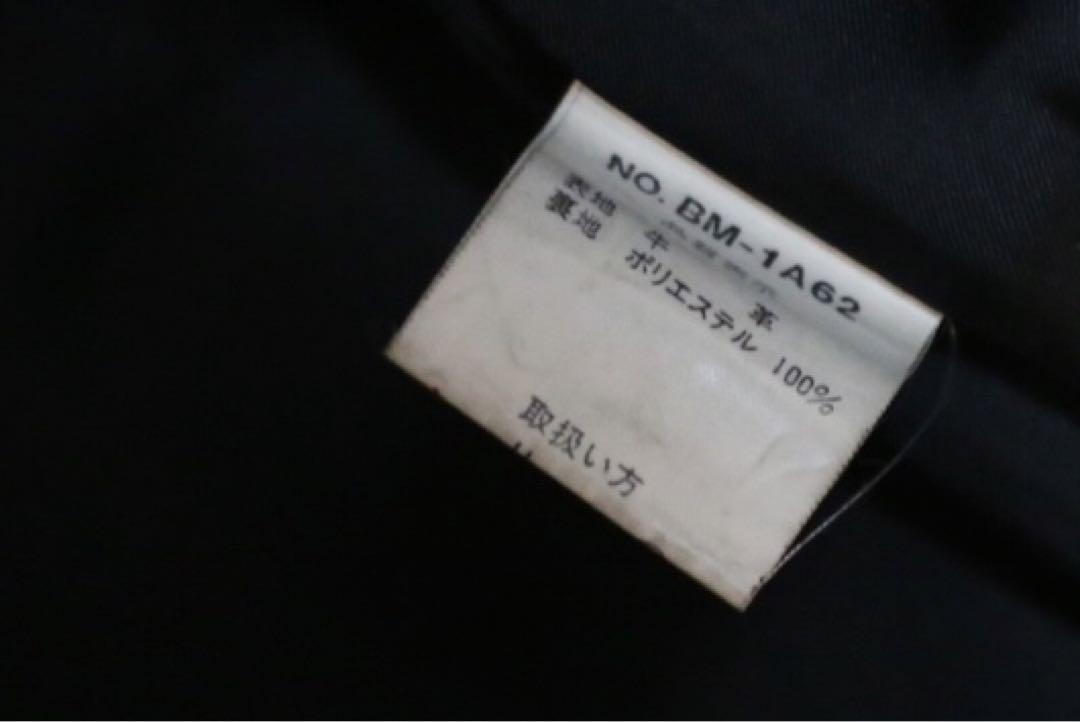 NO. BM-1A62
表地 牛 革
裏地 ポリエステル 100%
取扱い方